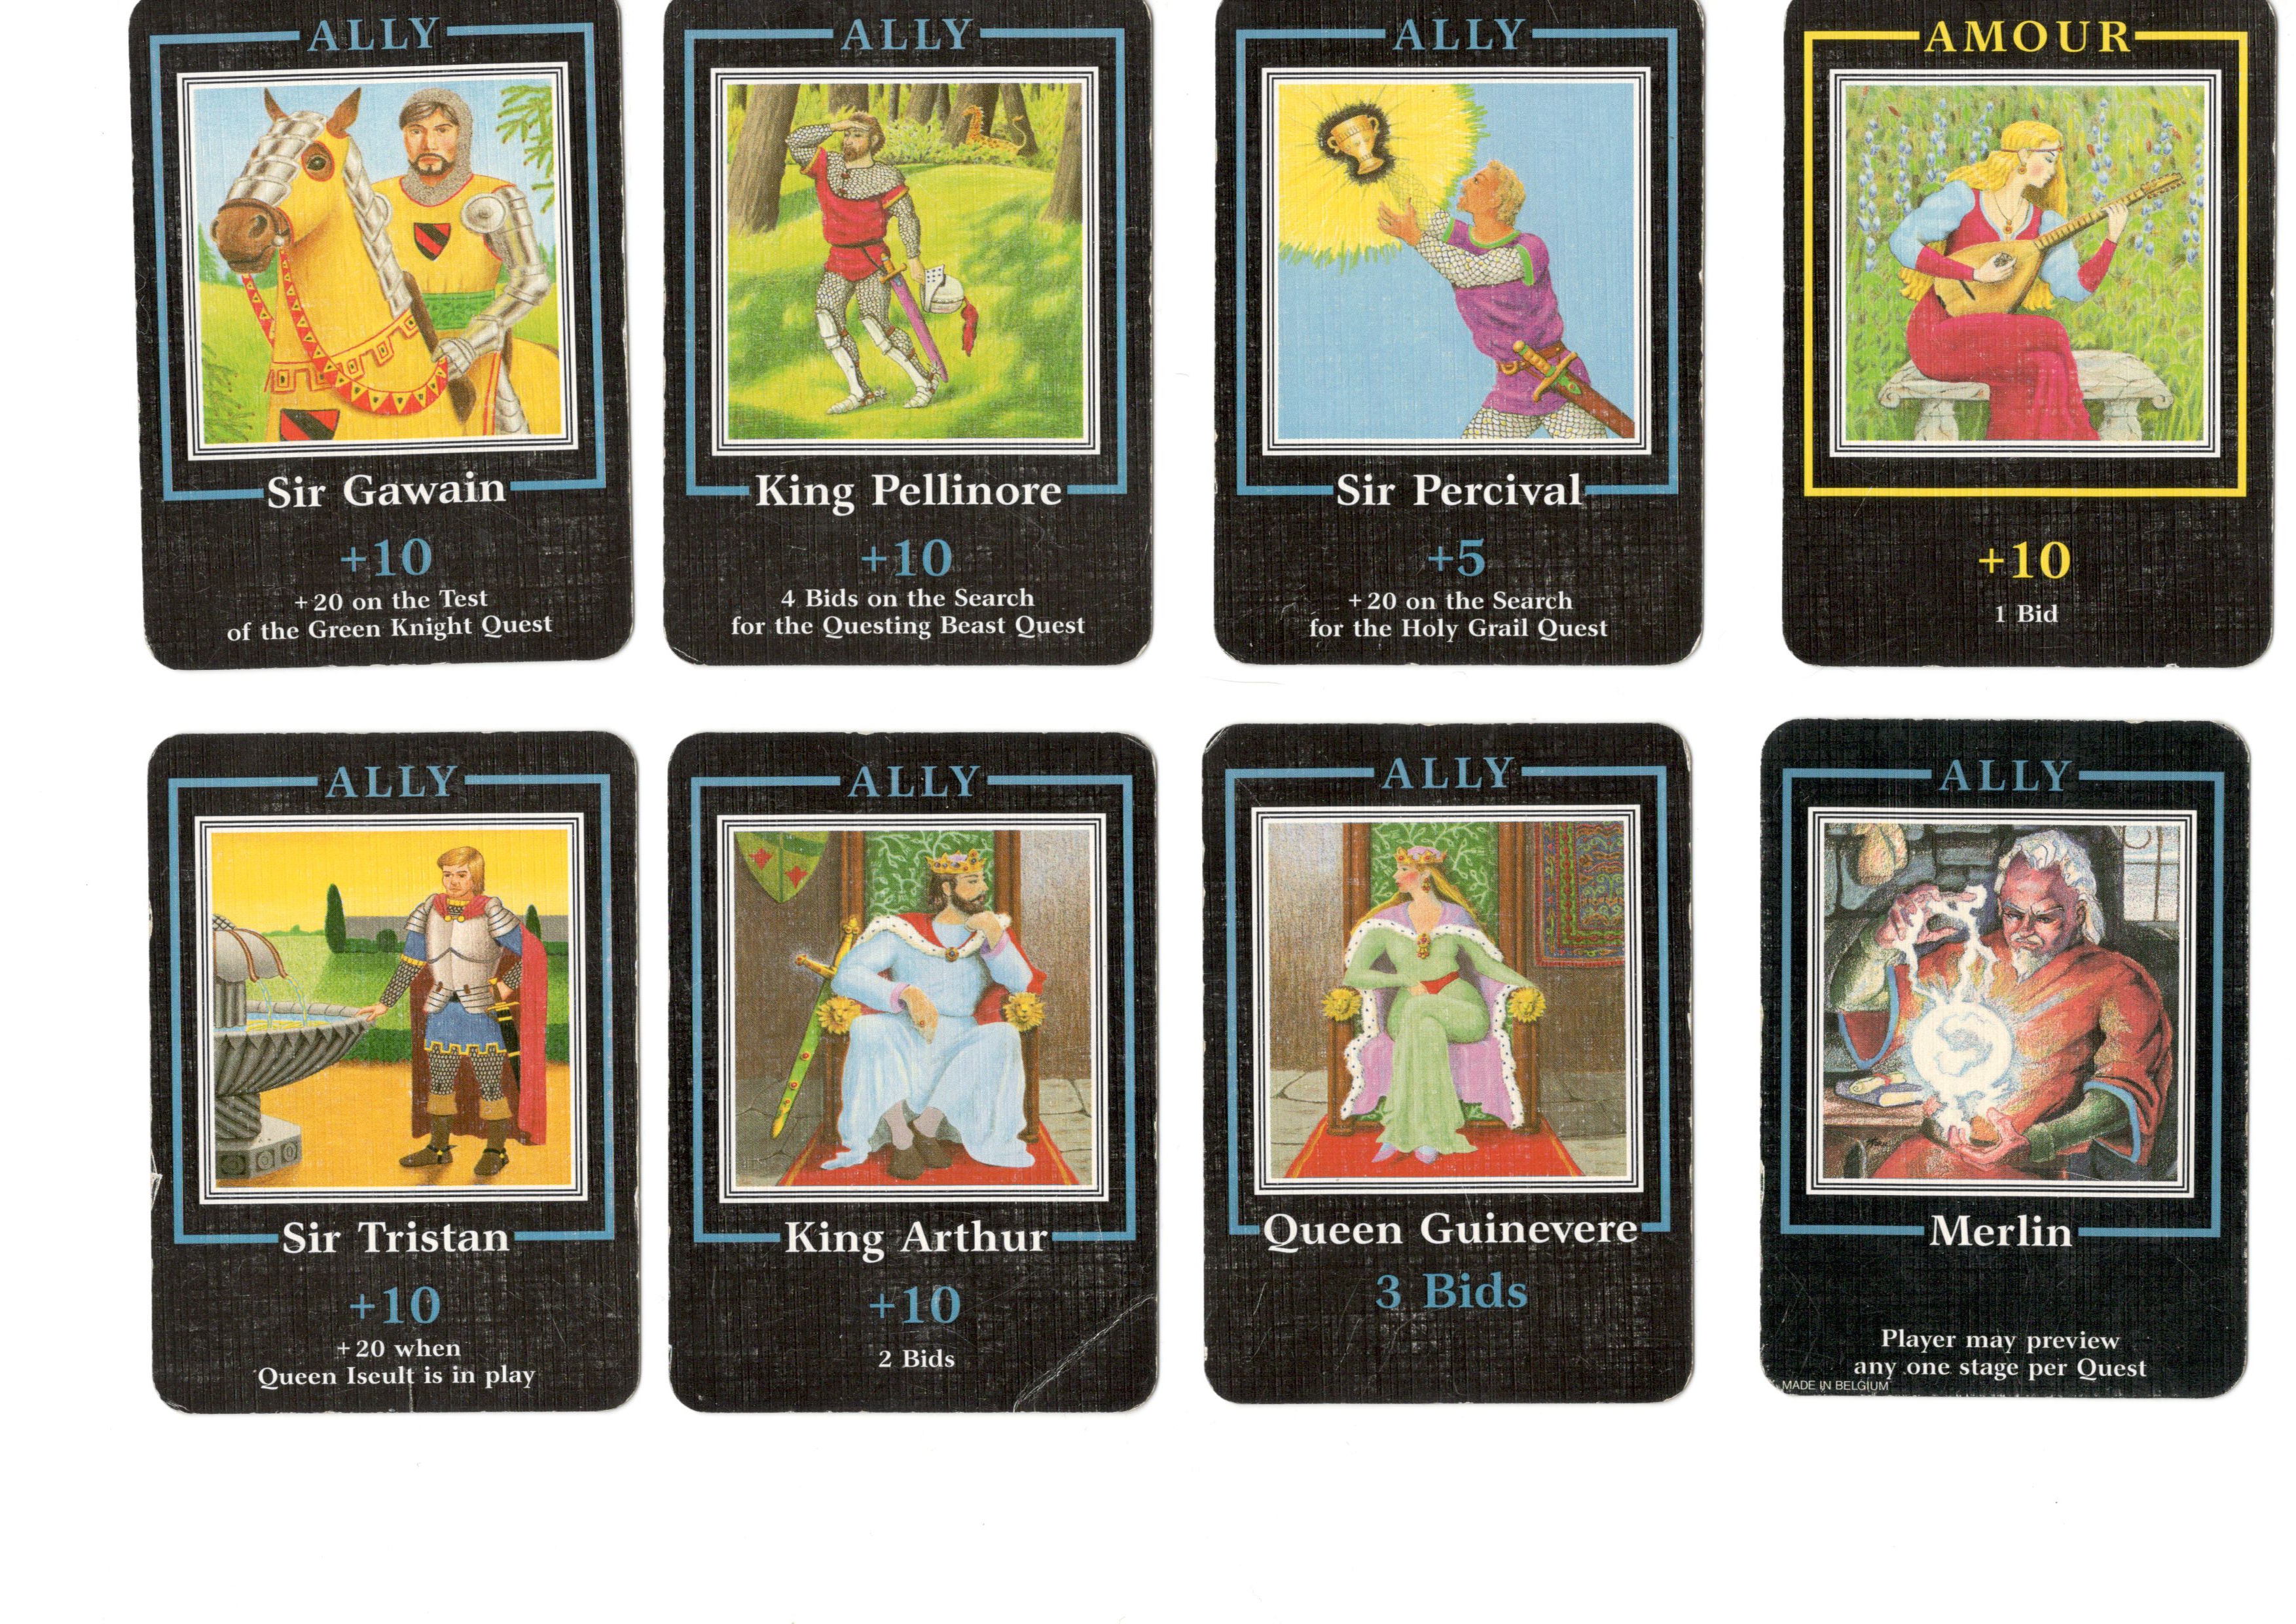 ALLY
Sir Gawain
+10
+20 on the Test
of the Green Knight Quest
ALLY
King Pellinore
+10
4 Bids on the Search
for the Questing Beast Quest
ALLY
Sir Percival
+5
+20 on the Search
for the Holy Grail Quest
AMOUR
+10
1 Bid
ALLY
Sir Tristan
+10
+20 when
Queen Iseult is in play
ALLY
King Arthur
+10
2 Bids
ALLY
Queen Guinevere
3 Bids
ALLY
Merlin
Player may preview
any one stage per Quest
MADE IN BELGIUM